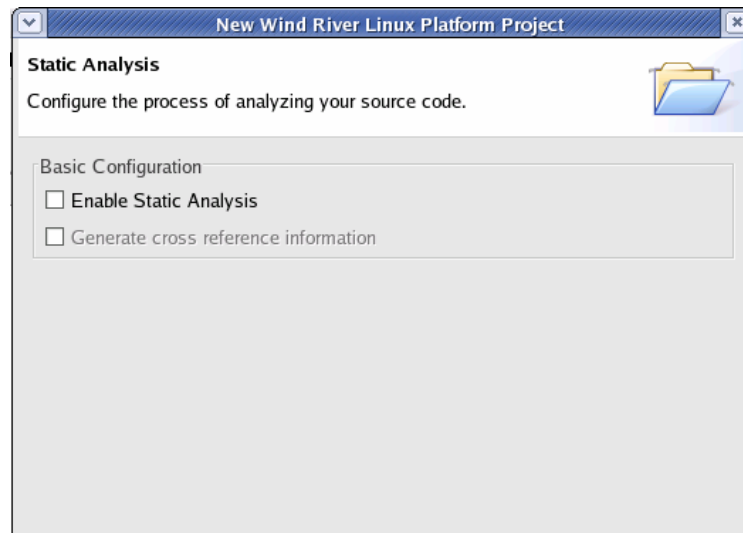 New Wind River Linux Platform Project
Static Analysis
Configure the process of analyzing your source code.
Basic Configuration
Enable Static Analysis
Generate cross reference information